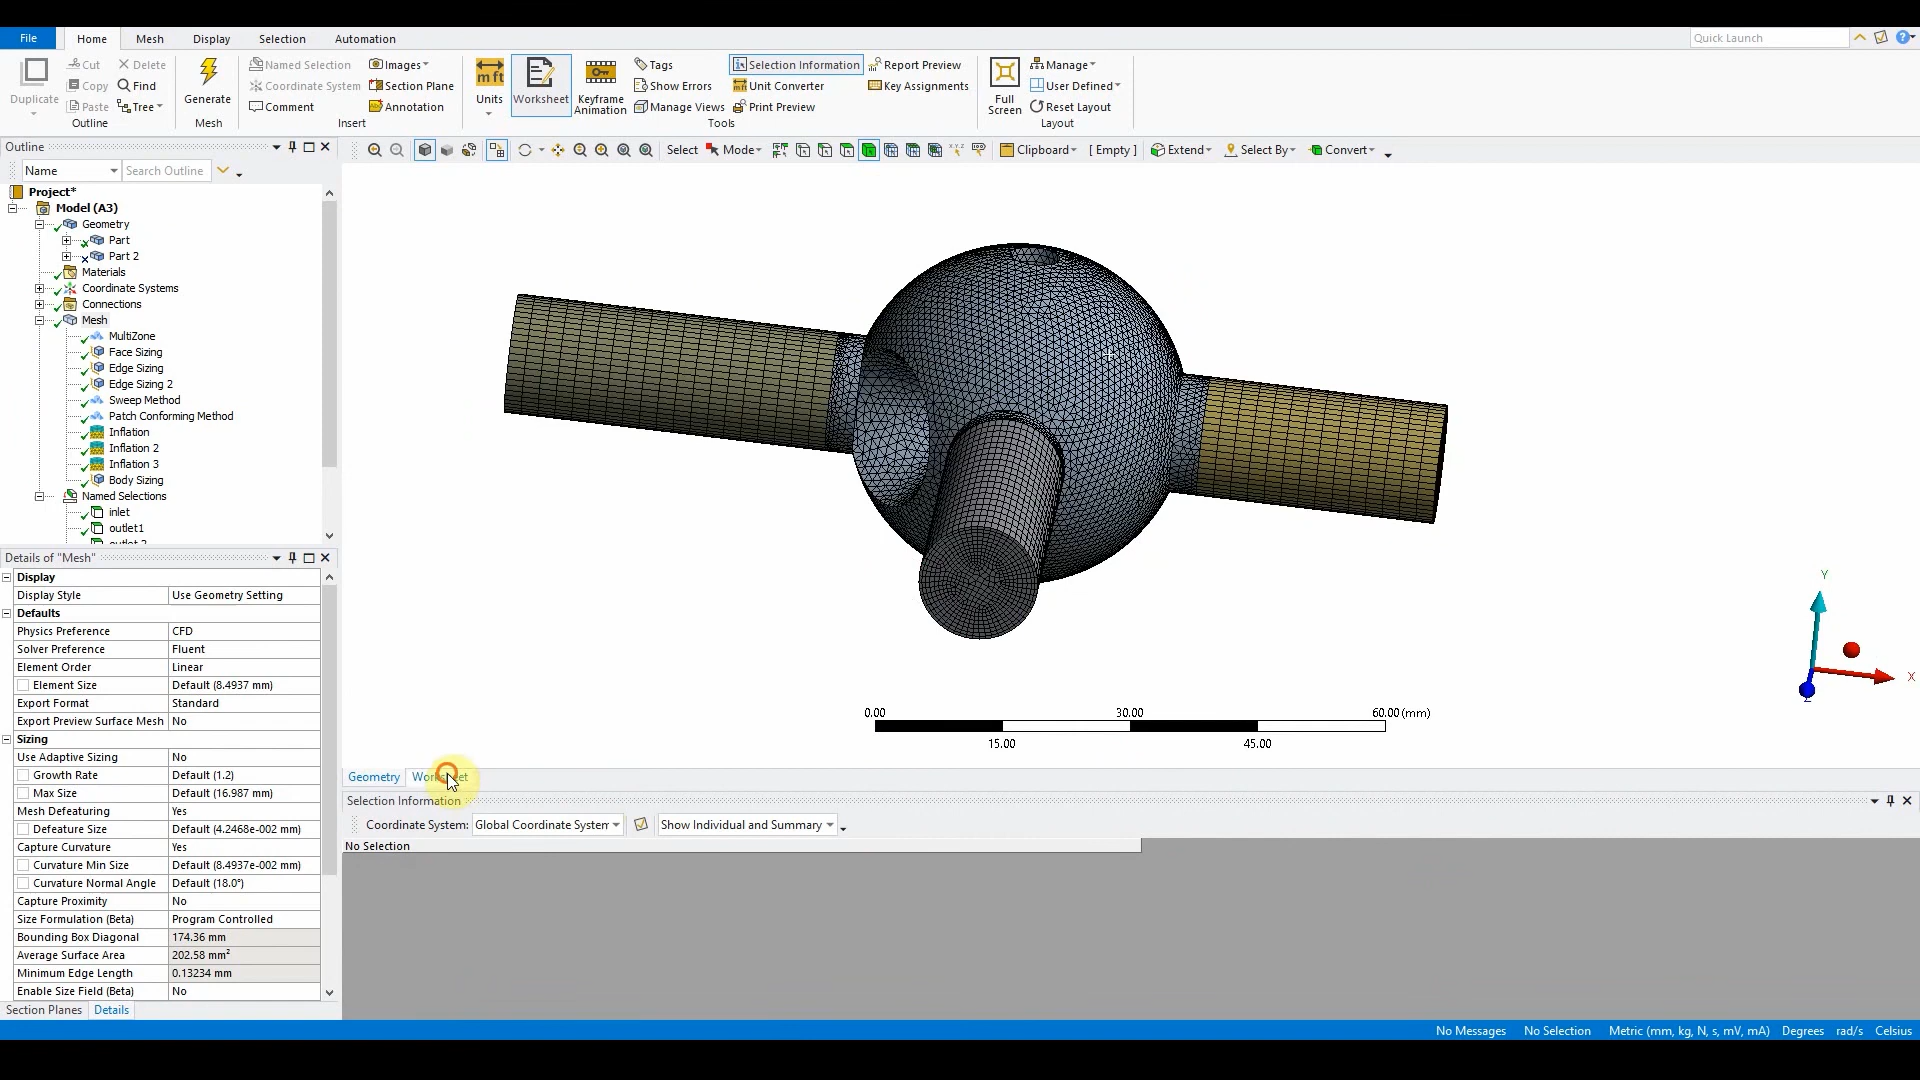 File Home Mesh Display Selection Automation Quick Launch
Duplicate Cut Copy Paste Delete Find Tree Outline
Generate Mesh
Named Selection Coordinate System Comment Images Section Plane Annotation Insert
Units Worksheet Keyframe Animation Tags Show Errors Manage Views Selection Information Unit Converter Print Preview Report Preview Key Assignments Tools
Full Screen Manage User Defined Reset Layout Layout
Outline
Select Mode Clipboard [ Empty ] Extend Select By Convert
Name Search Outline
Project*
Model (A3)
Geometry
Part
Part 2
Materials
Coordinate Systems
Connections
Mesh
MultiZone
Face Sizing
Edge Sizing
Edge Sizing 2
Sweep Method
Patch Conforming Method
Inflation
Inflation 2
Inflation 3
Body Sizing
Named Selections
inlet
outlet1
Details of "Mesh"
Display
Display Style Use Geometry Setting
Defaults
Physics Preference CFD
Solver Preference Fluent
Element Order Linear
Element Size Default (8.4937 mm)
Export Format Standard
Export Preview Surface Mesh No
Sizing
Use Adaptive Sizing No
Growth Rate Default (1.2)
Max Size Default (16.987 mm)
Mesh Defeaturing Yes
Defeature Size Default (4.2468e-002 mm)
Capture Curvature Yes
Curvature Min Size Default (8.4937e-002 mm)
Curvature Normal Angle Default (18.0°)
Capture Proximity No
Size Formulation (Beta) Program Controlled
Bounding Box Diagonal 174.36 mm
Average Surface Area 202.58 mm²
Minimum Edge Length 0.13234 mm
Enable Size Field (Beta) No
Section Planes Details
Y
X
Z
0.00 30.00 60.00 (mm)
15.00 45.00
Geometry Worksheet
Selection Information
Coordinate System: Global Coordinate System Show Individual and Summary
No Selection
No Messages No Selection Metric (mm, kg, N, s, mV, mA) Degrees rad/s Celsius